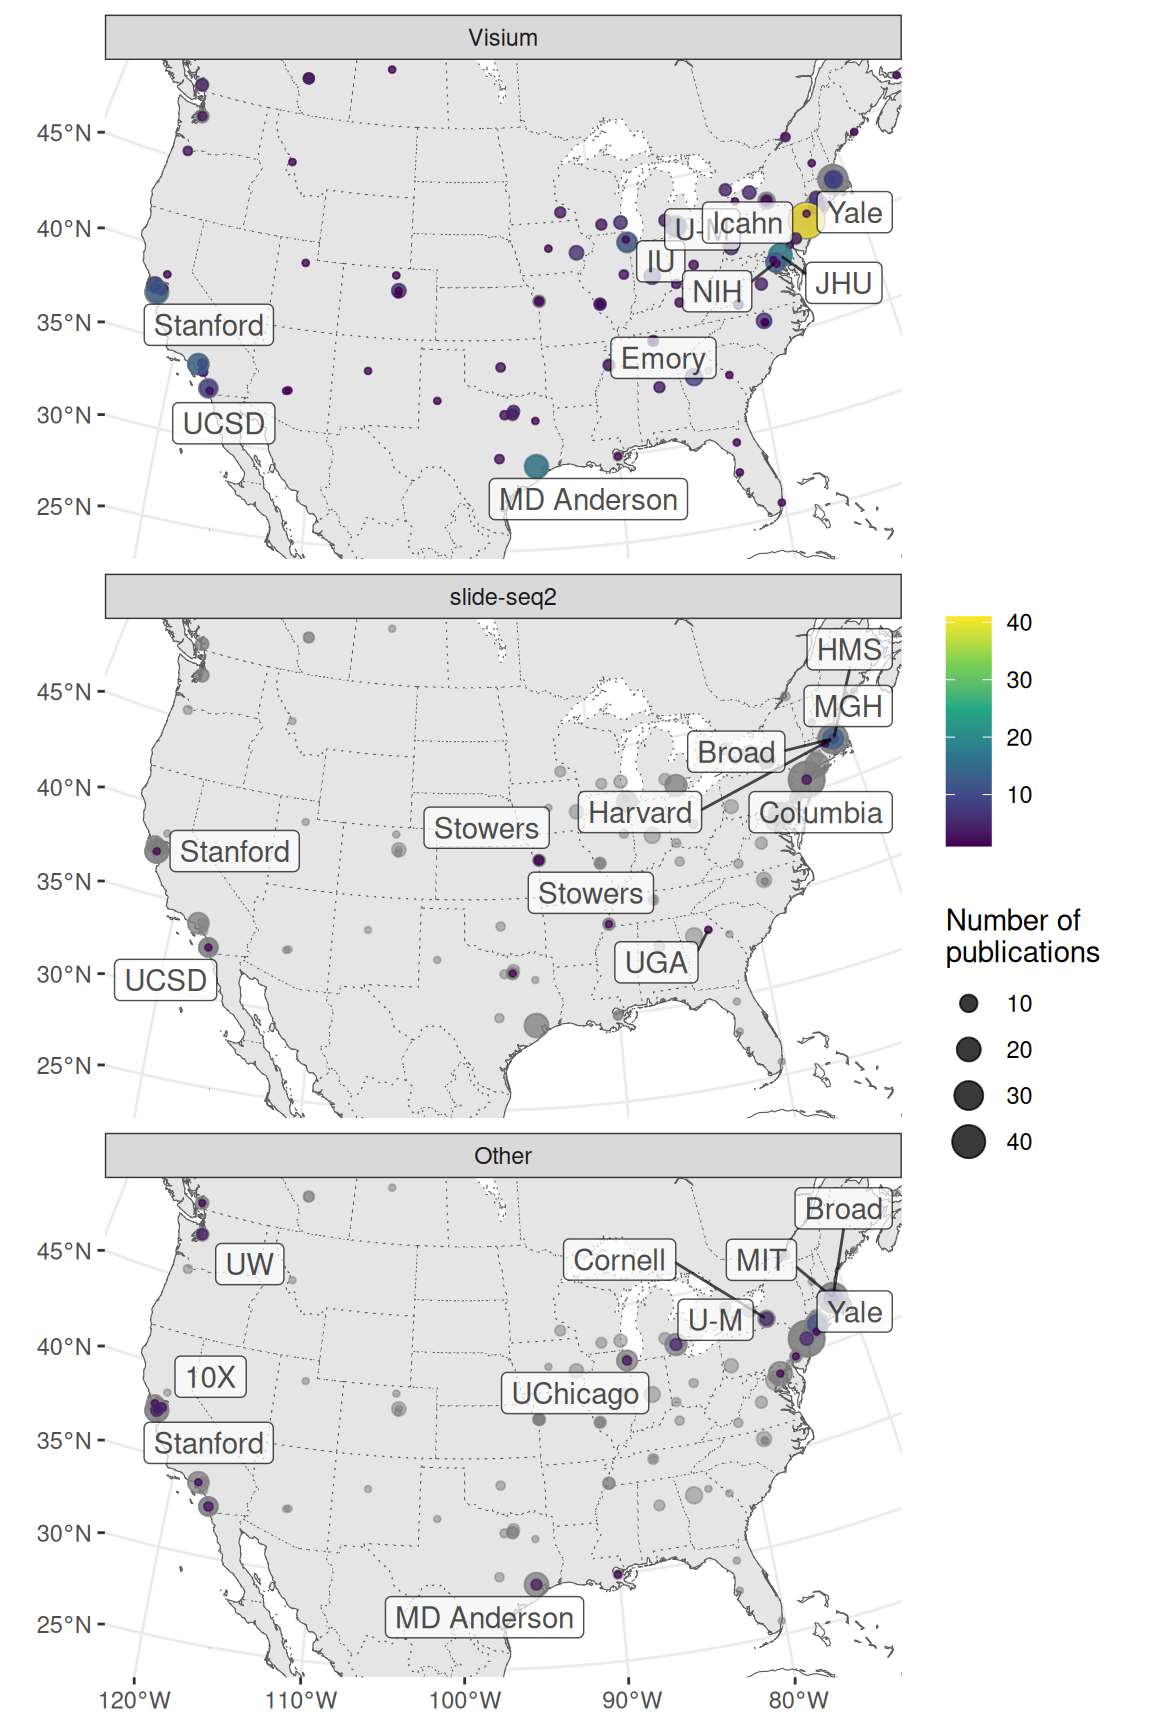 Visium
45°N
40°N
35°N
30°N
25°N
Yale
Icahn
U-M
IU
NIH
JHU
Stanford
Emory
UCSD
MD Anderson
slide-seq2
45°N
40°N
35°N
30°N
25°N
HMS
MGH
Broad
Harvard
Columbia
Stowers
Stanford
Stowers
UGA
UCSD
40
30
20
10
Number of
publications
10
20
30
40
Other
45°N
40°N
35°N
30°N
25°N
Broad
Cornell
MIT
UW
Yale
U-M
10X
UChicago
Stanford
MD Anderson
120°W
110°W
100°W
90°W
80°W